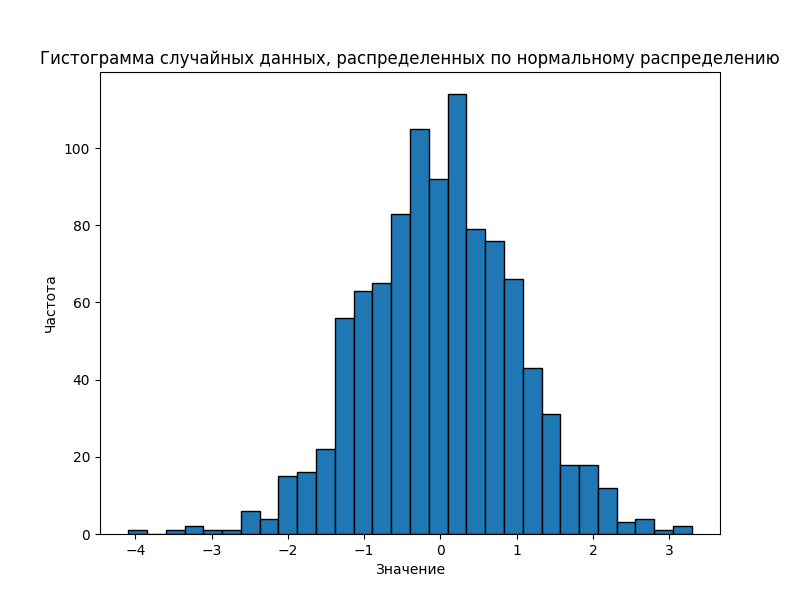 Гистограмма случайных данных, распределенных по нормальному распределению
100
80
60
40
20
0
Частота
−4 −3 −2 −1 0 1 2 3
Значение